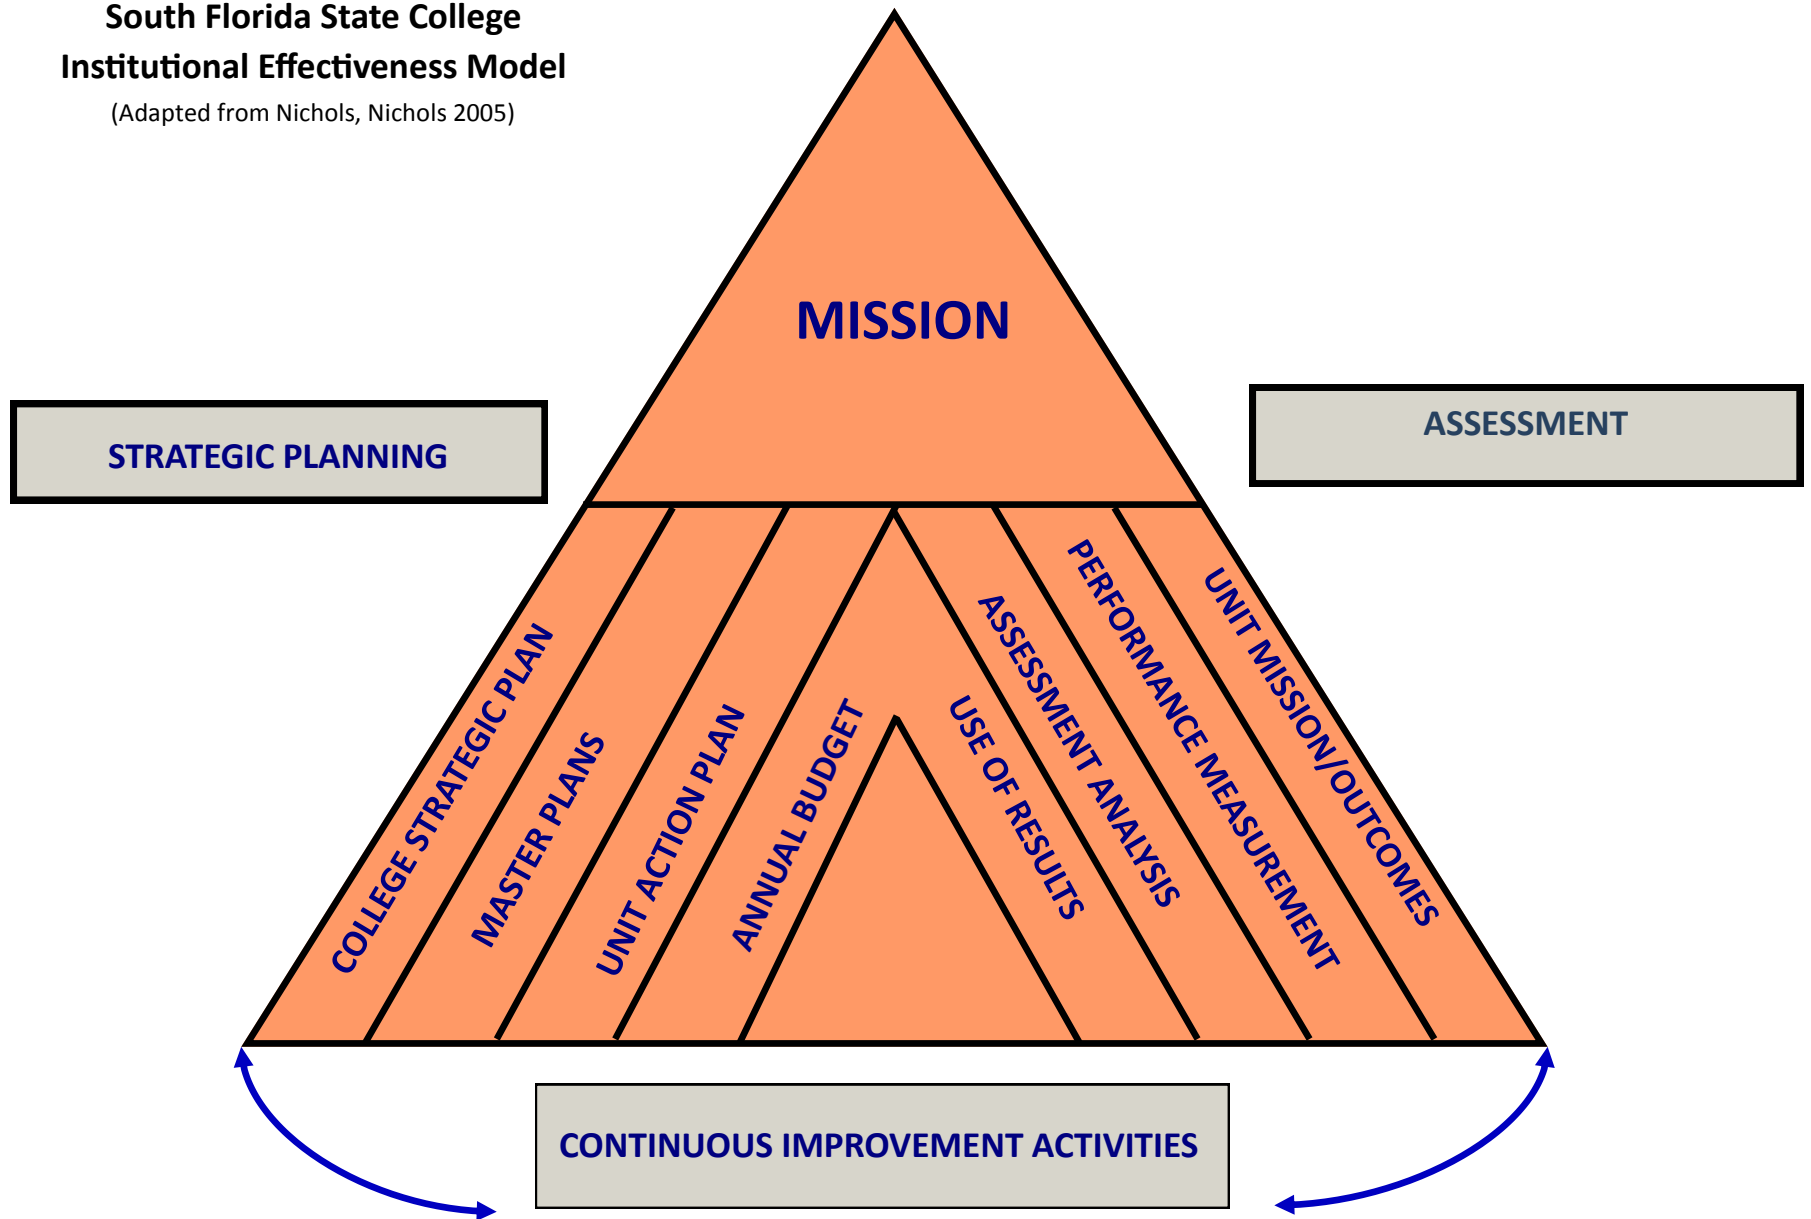 South Florida State College
Institutional Effectiveness Model
(Adapted from Nichols, Nichols 2005)
MISSION
STRATEGIC PLANNING
ASSESSMENT
COLLEGE STRATEGIC PLAN
MASTER PLANS
UNIT ACTION PLAN
ANNUAL BUDGET
USE OF RESULTS
ASSESSMENT ANALYSIS
PERFORMANCE MEASUREMENT
UNIT MISSION/OUTCOMES
CONTINUOUS IMPROVEMENT ACTIVITIES